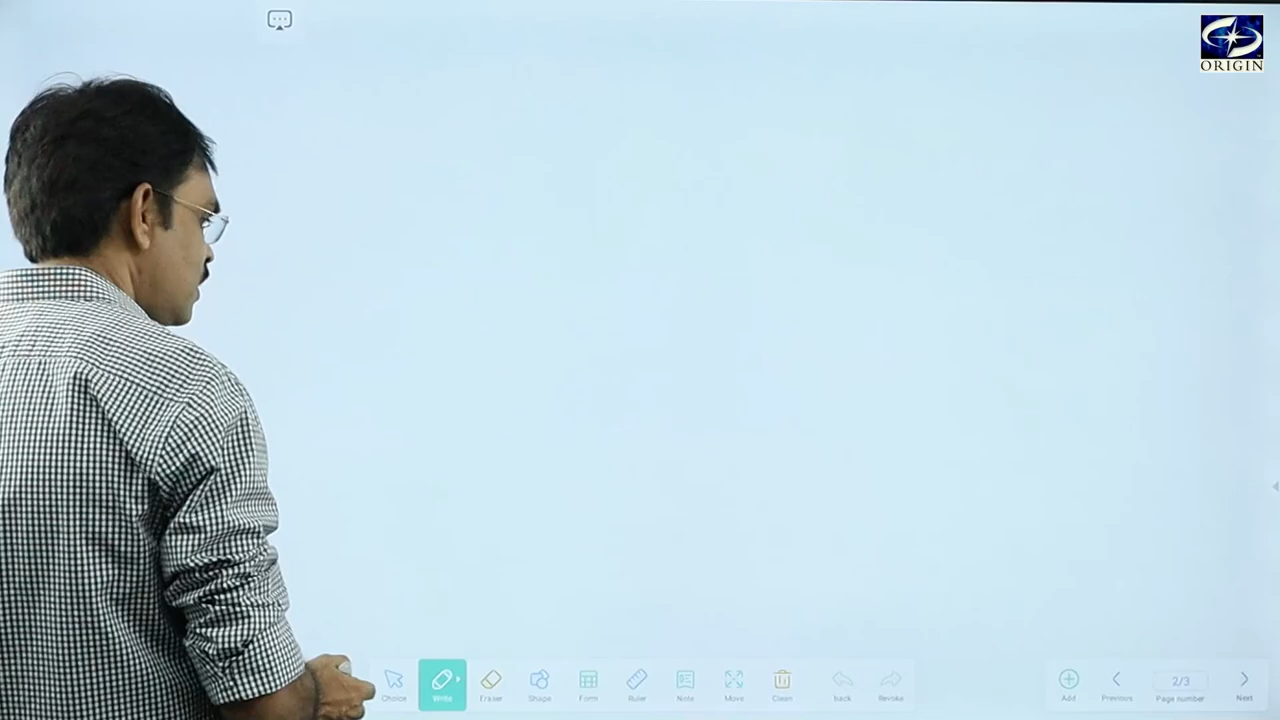 ORIGIN
Choice
Write
Eraser
Shape
Form
Ruler
Note
Move
Clean
back
Revoke
Add
Previous
2/3
Page number
Next